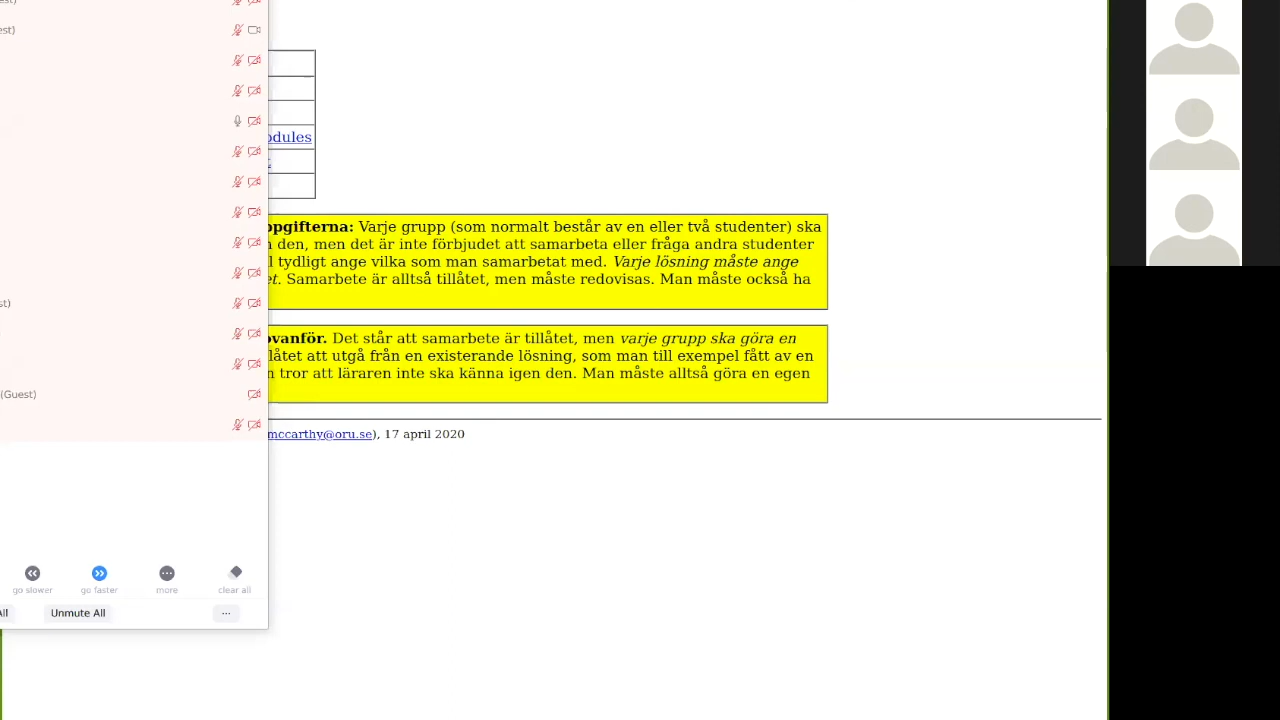 odules
pgifterna: Varje grupp (som normalt består av en eller två studenter) ska
den, men det är inte förbjudet att samarbeta eller fråga andra studenter
l tydligt ange vilka som man samarbetat med. Varje lösning måste ange
et. Samarbete är alltså tillåtet, men måste redovisas. Man måste också ha
ovanför. Det står att samarbete är tillåtet, men varje grupp ska göra en
låtet att utgå från en existerande lösning, som man till exempel fått av en
n tror att läraren inte ska känna igen den. Man måste alltså göra en egen
mccarthy@oru.se), 17 april 2020
est)
st)
(Guest)
go slower
go faster
more
clear all
All
Unmute All
...